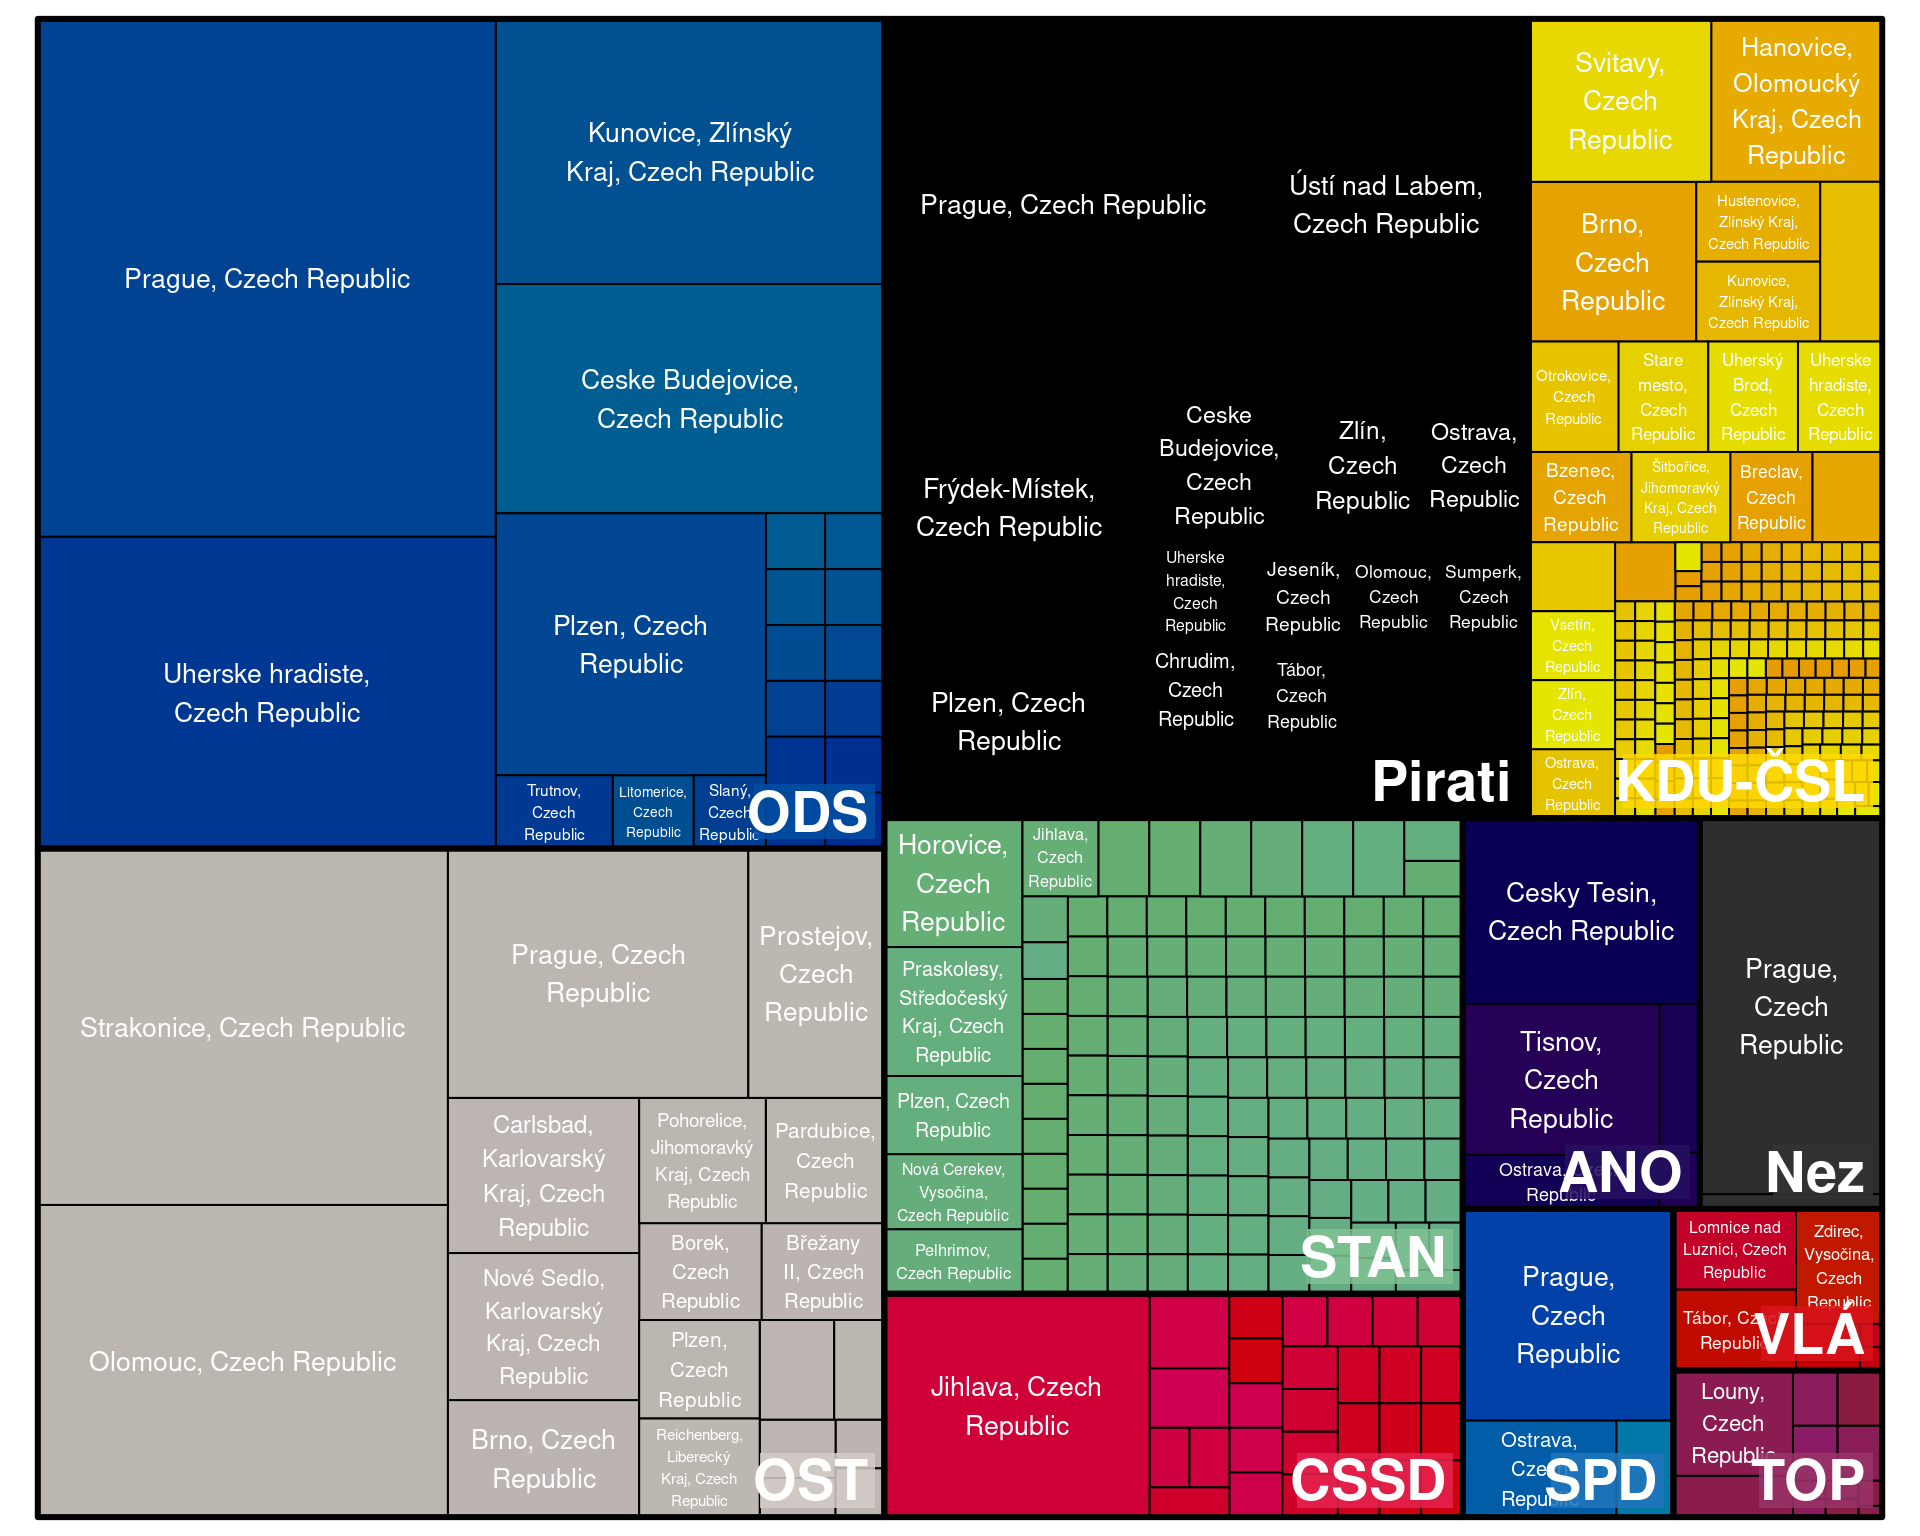 Prague, Czech Republic
Kunovice, Zlínský
Kraj, Czech Republic
Ceske Budejovice,
Czech Republic
Uherske hradiste,
Czech Republic
Plzen, Czech
Republic
Trutnov,
Czech
Republic
Litomerice,
Czech
Republic
Slaný,
Czech
Republic
ODS
Prague, Czech Republic
Ústí nad Labem,
Czech Republic
Frýdek-Místek,
Czech Republic
Ceske
Budejovice,
Czech
Republic
Zlín,
Czech
Republic
Ostrava,
Czech
Republic
Uherske
hradiste,
Czech
Republic
Jeseník,
Czech
Republic
Olomouc,
Czech
Republic
Sumperk,
Czech
Republic
Plzen, Czech
Republic
Chrudim,
Czech
Republic
Tábor,
Czech
Republic
Pirati
Svitavy,
Czech
Republic
Hanovice,
Olomoucký
Kraj, Czech
Republic
Brno,
Czech
Republic
Hustenovice,
Zlínský Kraj,
Czech Republic
Kunovice,
Zlínský Kraj,
Czech Republic
Otrokovice,
Czech
Republic
Stare
mesto,
Czech
Republic
Uherský
Brod,
Czech
Republic
Uherske
hradiste,
Czech
Republic
Bzenec,
Czech
Republic
Šitbořice,
Jihomoravký
Kraj, Czech
Republic
Breclav,
Czech
Republic
Vsetín,
Czech
Republic
Zlín,
Czech
Republic
Ostrava,
Czech
Republic
KDU-ČSL
Strakonice, Czech Republic
Olomouc, Czech Republic
Prague, Czech
Republic
Prostejov,
Czech
Republic
Carlsbad,
Karlovarský
Kraj, Czech
Republic
Pohorelice,
Jihomoravký
Kraj, Czech
Republic
Pardubice,
Czech
Republic
Nové Sedlo,
Karlovarský
Kraj, Czech
Republic
Borek,
Czech
Republic
Břežany
II, Czech
Republic
Plzen,
Czech
Republic
Brno, Czech
Republic
Reichenberg,
Liberecký
Kraj, Czech
Republic
OST
Horovice,
Czech
Republic
Jihlava,
Czech
Republic
Praskolesy,
Středočeský
Kraj, Czech
Republic
Plzen, Czech
Republic
Nová Cerekev,
Vysočina,
Czech Republic
Pelhrimov,
Czech Republic
STAN
Jihlava, Czech
Republic
CSSD
Cesky Tesin,
Czech Republic
Tisnov,
Czech
Republic
Ostrava,
Republic
ANO
Prague,
Czech
Republic
Nez
Prague,
Czech
Republic
Ostrava,
Czech
Republic
SPD
Lomnice nad
Luznici, Czech
Republic
Zdirec,
Vysočina,
Czech
Republic
Tábor, Czech
Republic
VLÁ
Louny,
Czech
Republic
TOP